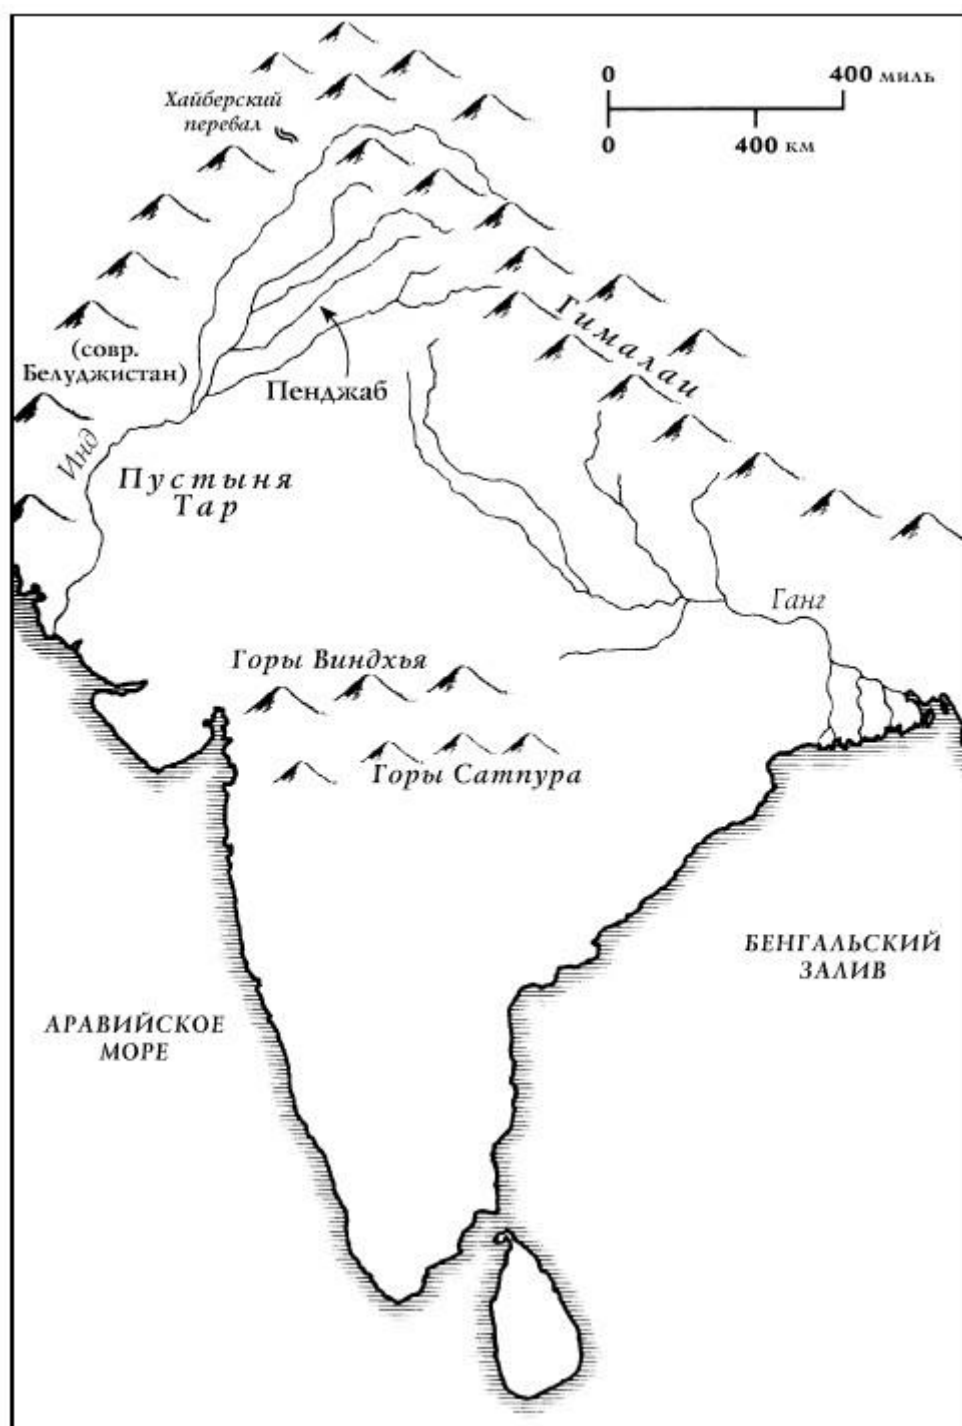 0 400 миль
0 400 км
Хайберский
перевал
Гималаи
(совр.
Белуджистан)
Пенджаб
Инд
Пустыня
Тар
Ганг
Горы Виндхья
Горы Сатпура
БЕНГАЛЬСКИЙ
ЗАЛИВ
АРАВИЙСКОЕ
МОРЕ